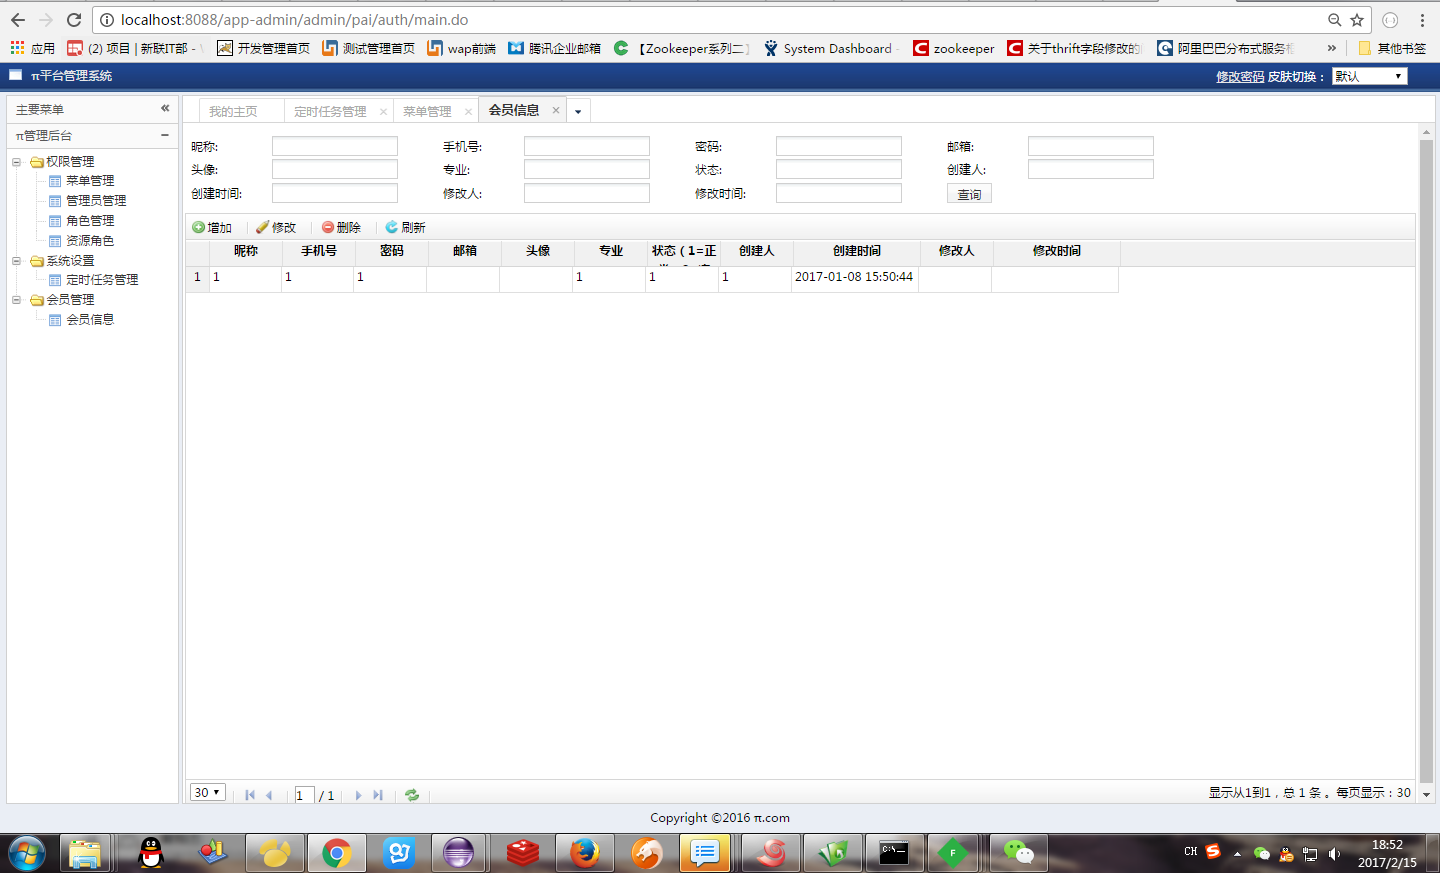 localhost:8088/app-admin/admin/pai/auth/main.do
应用 (2) 项目 | 新联IT部 - 开发管理首页 测试管理首页 wap前端 腾讯企业邮箱 【Zookeeper系列二】 System Dashboard - zookeeper 关于thrift字段修改的 阿里巴巴分布式服务框 » 其他书签
π平台管理系统 修改密码 皮肤切换： 默认
主要菜单 «
π管理后台
权限管理
菜单管理
管理员管理
角色管理
资源角色
系统设置
定时任务管理
会员管理
会员信息
我的主页 定时任务管理 × 菜单管理 × 会员信息 ×
昵称: 手机号: 密码: 邮箱:
头像: 专业: 状态: 创建人:
创建时间: 修改人: 修改时间: 查询
增加 修改 删除 刷新
昵称 手机号 密码 邮箱 头像 专业 状态（1=正 创建人 创建时间 修改人 修改时间
1 1 1 1 1 1 1 2017-01-08 15:50:44
30 1 / 1 显示从1到1，总 1 条 。每页显示：30
Copyright ©2016 π.com
CH 18:52
2017/2/15